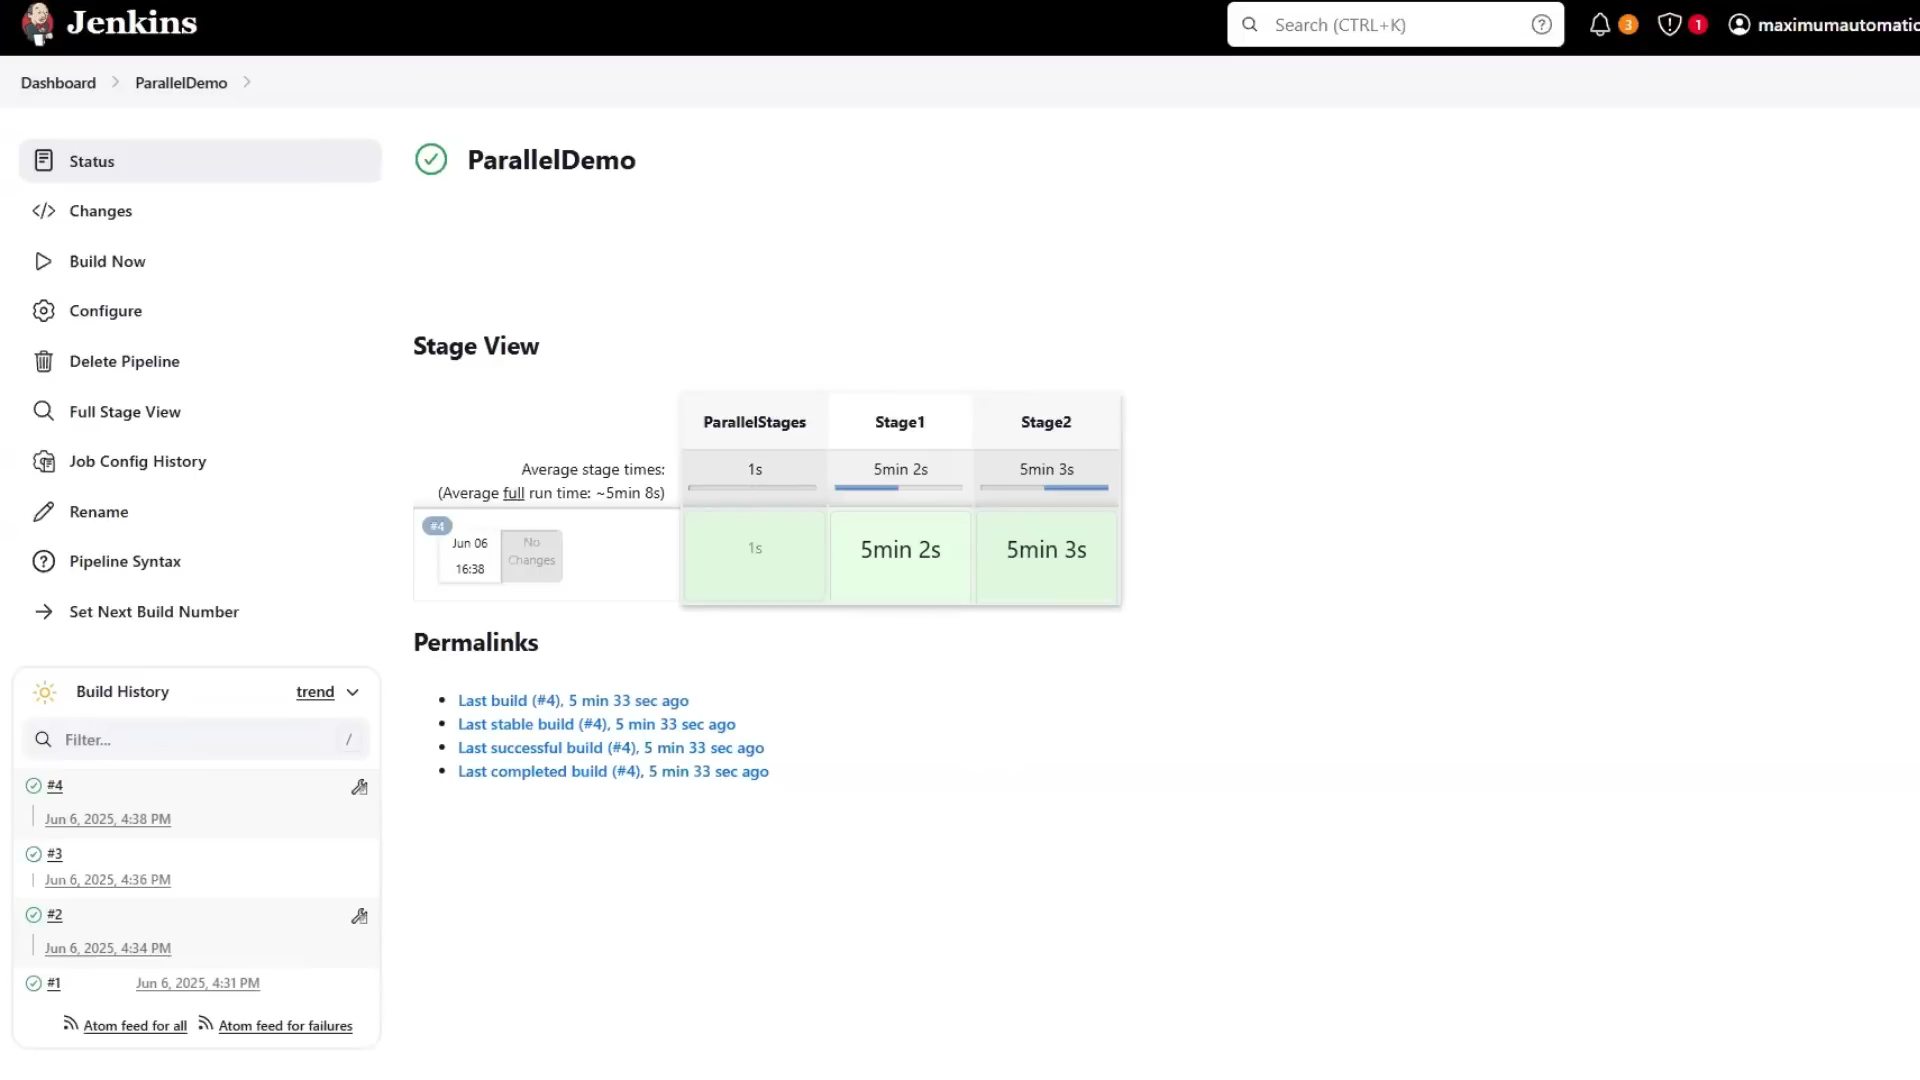 Jenkins
Search (CTRL+K)
3
1
maximumautomatic
Dashboard
ParallelDemo
Status
Changes
Build Now
Configure
Delete Pipeline
Full Stage View
Job Config History
Rename
Pipeline Syntax
Set Next Build Number
Build History
trend
Filter...
/
#4
Jun 6, 2025, 4:38 PM
#3
Jun 6, 2025, 4:36 PM
#2
Jun 6, 2025, 4:34 PM
#1 Jun 6, 2025, 4:31 PM
Atom feed for all Atom feed for failures
ParallelDemo
Stage View
ParallelStages Stage1 Stage2
Average stage times: 1s 5min 2s 5min 3s
(Average full run time: ~5min 8s)
#4
Jun 06
16:38
No
Changes
1s 5min 2s 5min 3s
Permalinks
Last build (#4), 5 min 33 sec ago
Last stable build (#4), 5 min 33 sec ago
Last successful build (#4), 5 min 33 sec ago
Last completed build (#4), 5 min 33 sec ago